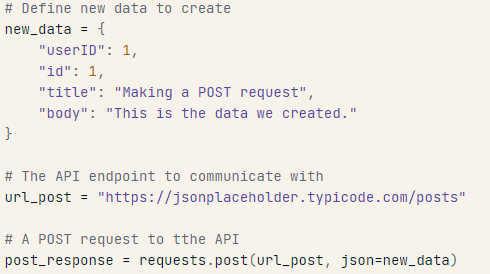 # Define new data to create
new_data = {
    "userID": 1,
    "id": 1,
    "title": "Making a POST request",
    "body": "This is the data we created."
}
# The API endpoint to communicate with
url_post = "https://jsonplaceholder.typicode.com/posts"
# A POST request to tthe API
post_response = requests.post(url_post, json=new_data)